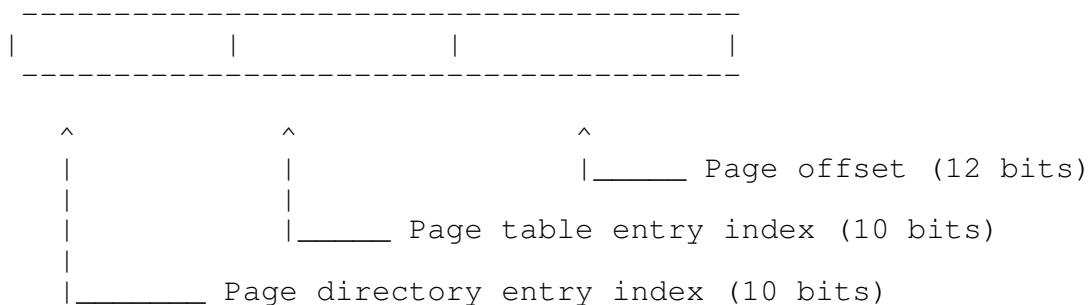 Page offset (12 bits)
Page table entry index (10 bits)
Page directory entry index (10 bits)